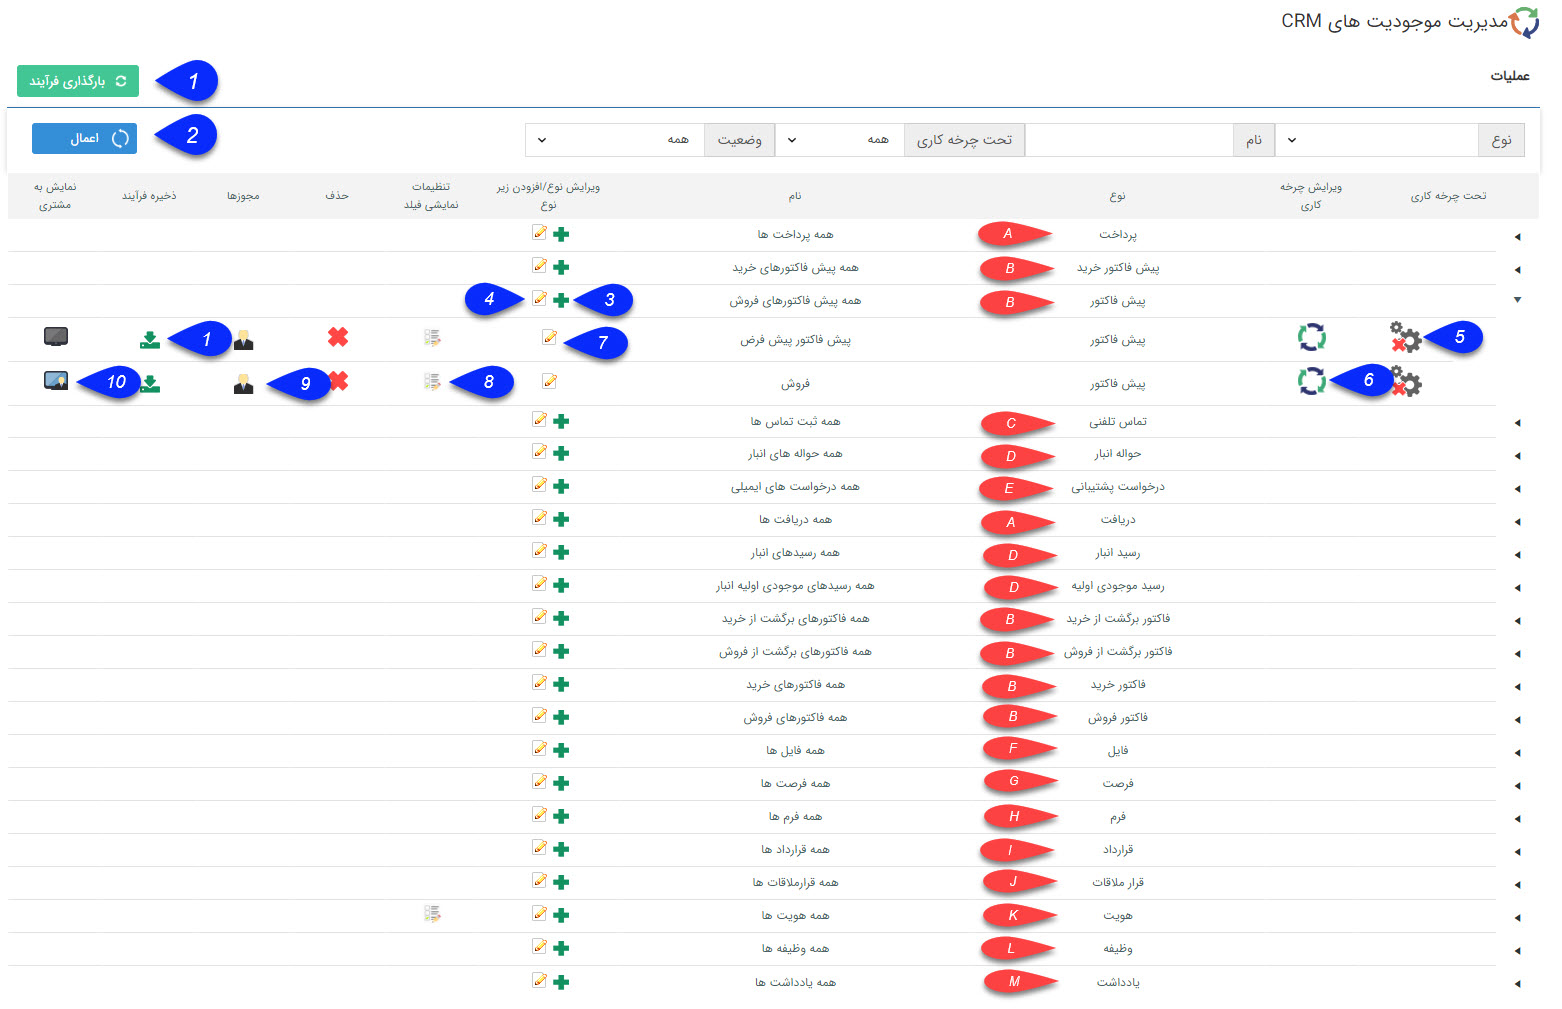 مدیریت موجودیت های CRM
عملیات
بارگذاری فرآیند
1
نوع
نام
تحت چرخه کاری همه
وضعیت همه
اعمال
2
تحت چرخه کاری
ویرایش چرخه
کاری
نوع
نام
ویرایش نوع/افزودن زیر
نوع
تنظیمات
نمایشی فیلد
حذف
مجوزها
ذخیره فرآیند
نمایش به
مشتری
پرداخت A همه پرداخت ها
پیش فاکتور خرید B همه پیش فاکتورهای خرید
پیش فاکتور B همه پیش فاکتورهای فروش 3 4
5 پیش فاکتور پیش فاکتور پیش فرض 7 1
6 پیش فاکتور فروش 8 9 10
تماس تلفنی C همه ثبت تماس ها
حواله انبار D همه حواله های انبار
درخواست پشتیبانی E همه درخواست های ایمیلی
دریافت A همه دریافت ها
رسید انبار D همه رسیدهای انبار
رسید موجودی اولیه D همه رسیدهای موجودی اولیه انبار
فاکتور برگشت از خرید B همه فاکتورهای برگشت از خرید
فاکتور برگشت از فروش B همه فاکتورهای برگشت از فروش
فاکتور خرید B همه فاکتورهای خرید
فاکتور فروش B همه فاکتورهای فروش
فایل F همه فایل ها
فرصت G همه فرصت ها
فرم H همه فرم ها
قرارداد I همه قرارداد ها
قرار ملاقات J همه قرارملاقات ها
هویت K همه هویت ها
وظیفه L همه وظیفه ها
یادداشت M همه یادداشت ها